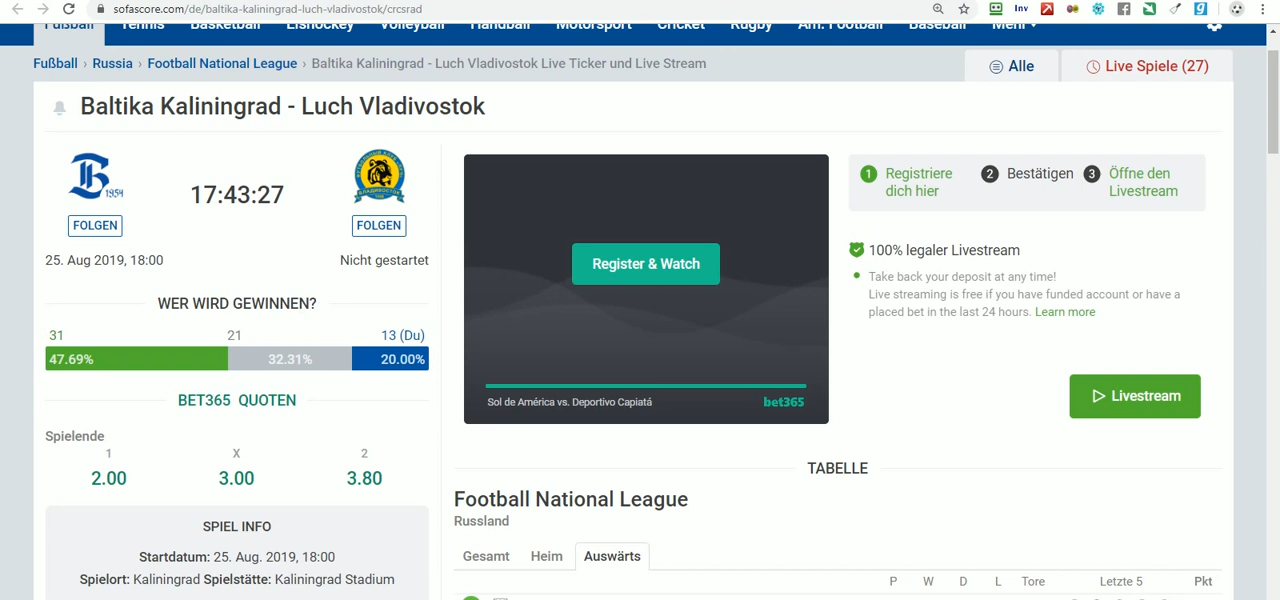 sofascore.com/de/baltika-kaliningrad-luch-vladivostok/crcsrad
Inv
Fußball Tennis Basketball Eishockey Volleyball Handball Motorsport Cricket Rugby Am. Football Baseball Mehr
Fußball › Russia › Football National League › Baltika Kaliningrad - Luch Vladivostok Live Ticker und Live Stream
Alle
Live Spiele (27)
Baltika Kaliningrad - Luch Vladivostok
1954
17:43:27
FOLGEN
FOLGEN
25. Aug 2019, 18:00
Nicht gestartet
WER WIRD GEWINNEN?
31 21 13 (Du)
47.69% 32.31% 20.00%
BET365 QUOTEN
Spielende
1 X 2
2.00 3.00 3.80
SPIEL INFO
Startdatum: 25. Aug. 2019, 18:00
Spielort: Kaliningrad Spielstätte: Kaliningrad Stadium
Register & Watch
Sol de América vs. Deportivo Capiatá
bet365
1 Registriere dich hier
2 Bestätigen
3 Öffne den Livestream
100% legaler Livestream
Take back your deposit at any time!
Live streaming is free if you have funded account or have a
placed bet in the last 24 hours. Learn more
Livestream
TABELLE
Football National League
Russland
Gesamt Heim Auswärts
P W D L Tore Letzte 5 Pkt